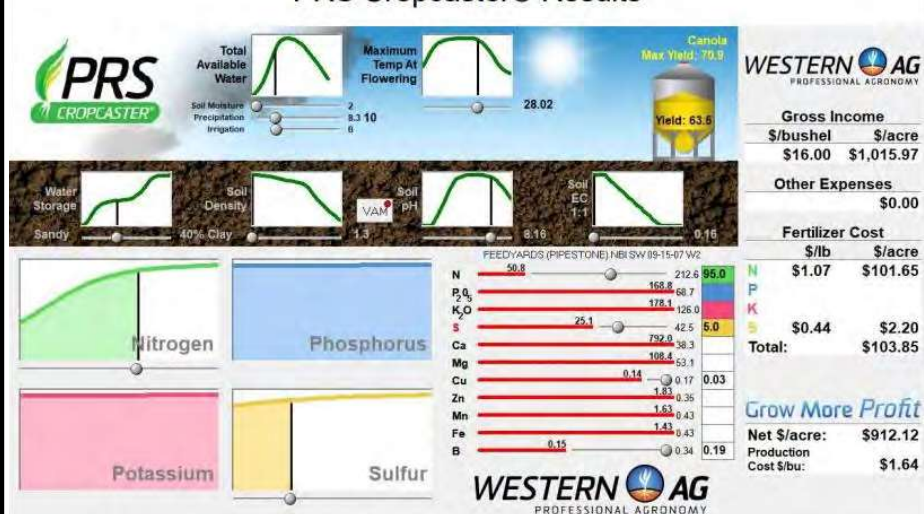 PRS Cropcaster® Results
PRS
CROPCASTER®
Total Available Water
Soil Moisture 2
Precipitation 8.3 10
Irrigation 6
Maximum Temp At Flowering
28.02
Canola
Max Yield: 70.9
Yield: 63.5
WESTERN AG
PROFESSIONAL AGRONOMY
Gross Income
$/bushel $/acre
$16.00 $1,015.97
Other Expenses
$0.00
Fertilizer Cost
$/lb $/acre
N $1.07 $101.65
P
K
S $0.44 $2.20
Total: $103.85
Grow More Profit
Net $/acre: $912.12
Production
Cost $/bu: $1.64
Water Storage
Sandy 40% Clay
Soil Density
1.3
VAM
Soil pH
8.16
Soil EC 1:1
0.16
FEEDYARDS (PIPESTONE) NBI SW 09-15-07 W2
N 50.8 212.6 95.0
P2O5 168.8 68.7
K2O 178.1 126.0
S 25.1 42.5 5.0
Ca 792.0 38.3
Mg 108.4 53.1
Cu 0.14 0.17 0.03
Zn 1.83 0.35
Mn 1.63 0.43
Fe 1.43 0.43
B 0.15 0.34 0.19
Nitrogen
Phosphorus
Potassium
Sulfur
WESTERN AG
PROFESSIONAL AGRONOMY